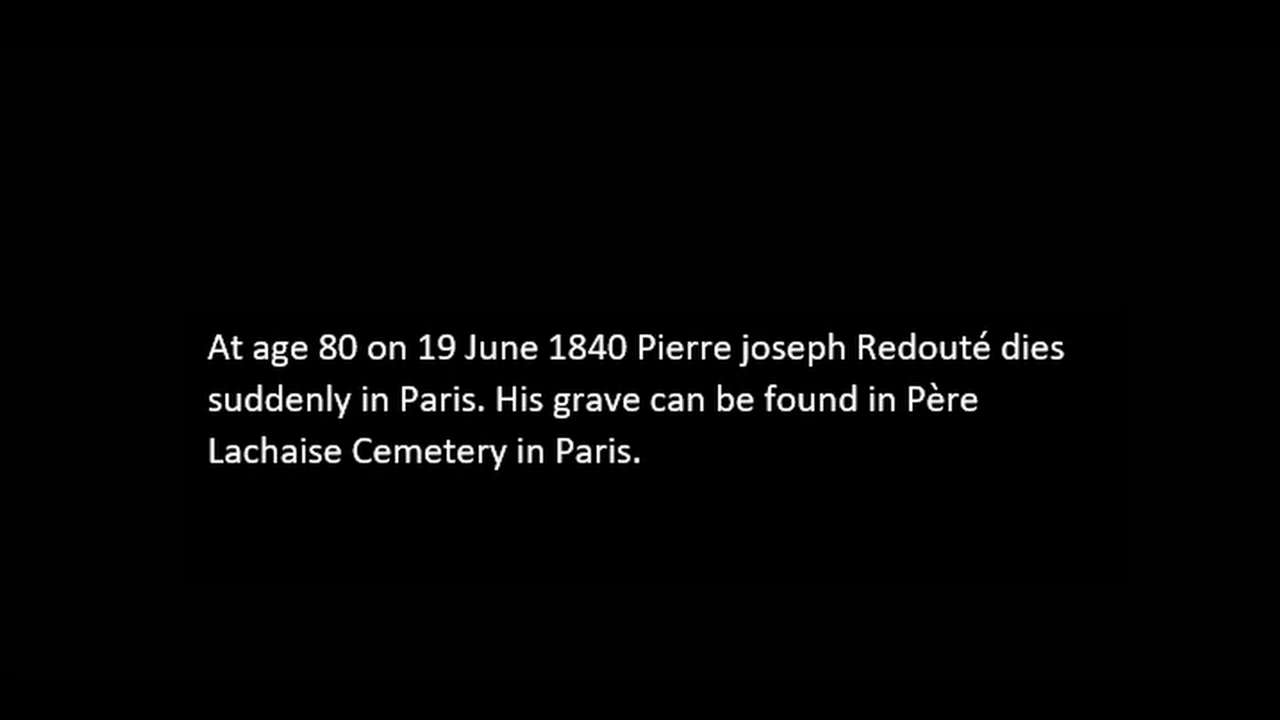 At age 80 on 19 June 1840 Pierre joseph Redouté dies
suddenly in Paris. His grave can be found in Père
Lachaise Cemetery in Paris.